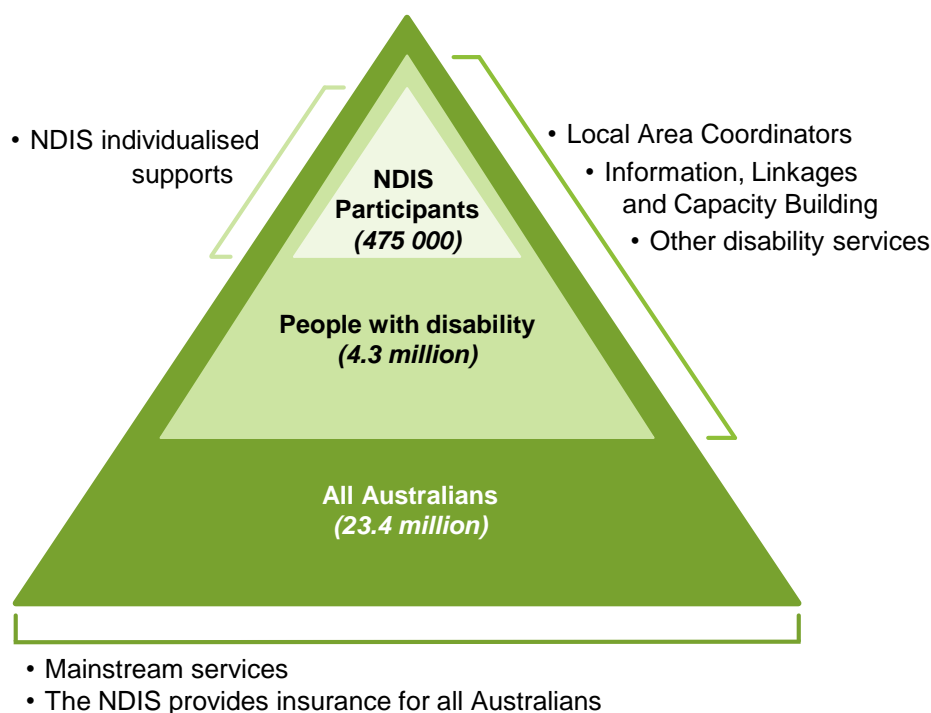 • NDIS individualised
supports
NDIS
Participants
(475 000)
• Local Area Coordinators
• Information, Linkages
and Capacity Building
• Other disability services
People with disability
(4.3 million)
All Australians
(23.4 million)
• Mainstream services
• The NDIS provides insurance for all Australians